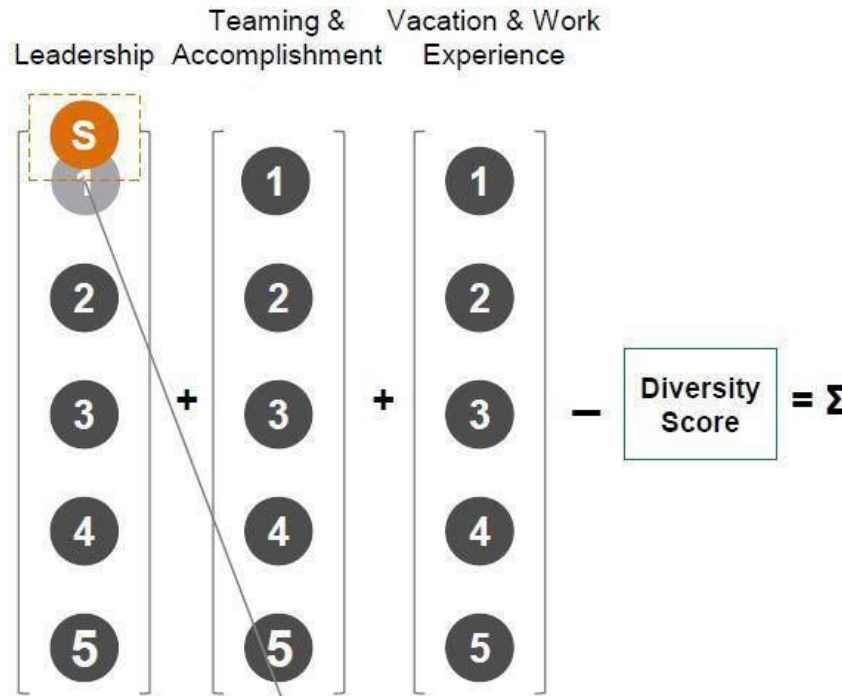 Teaming & Vacation & Work
Leadership Accomplishment Experience
S
1 1 1
2 2 2
+ + − Diversity Score = Σ
3 3 3
4 4 4
5 5 5